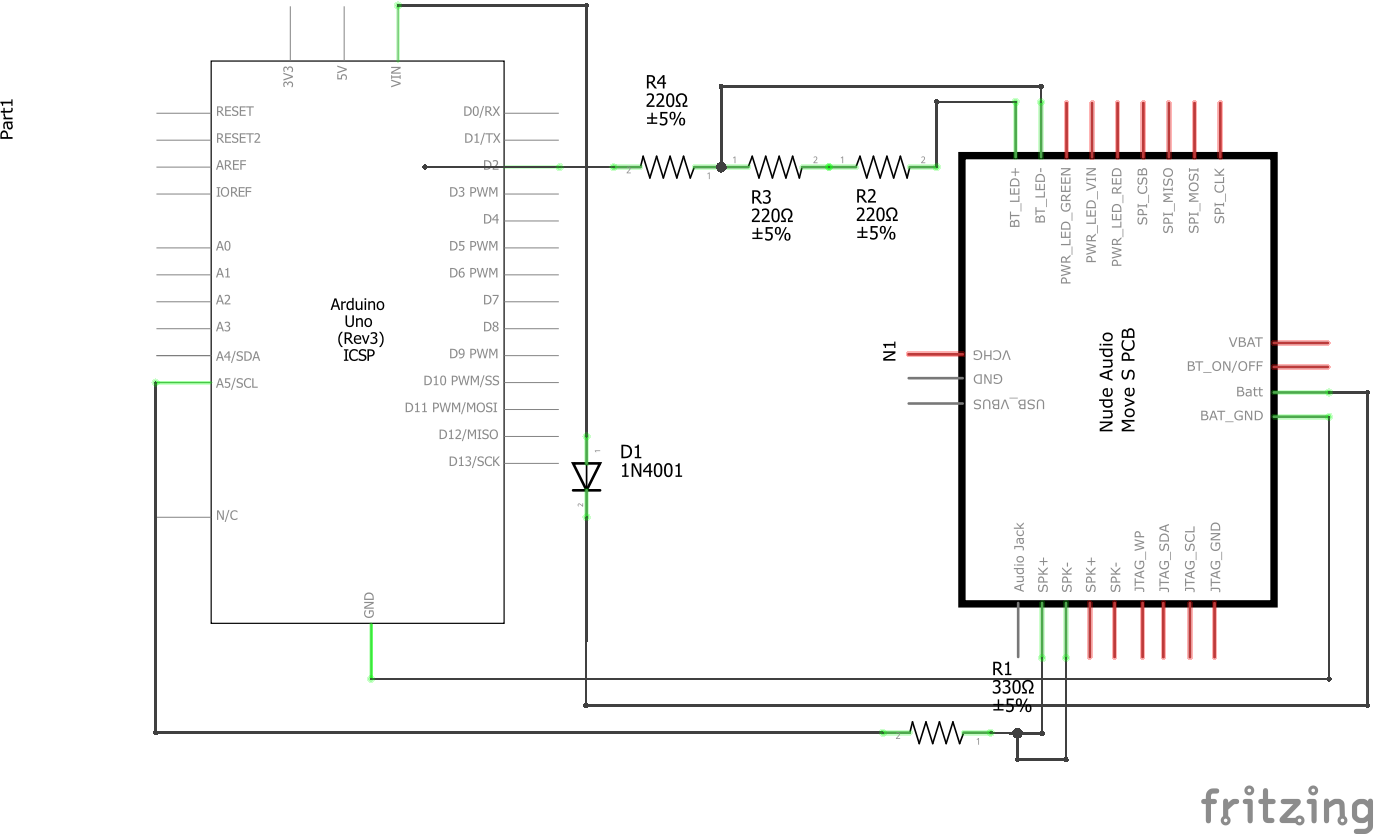 Part1
3V3
5V
VIN
RESET
RESET2
AREF
IOREF
A0
A1
A2
A3
A4/SDA
A5/SCL
N/C
D0/RX
D1/TX
D2
D3 PWM
D4
D5 PWM
D6 PWM
D7
D8
D9 PWM
D10 PWM/SS
D11 PWM/MOSI
D12/MISO
D13/SCK
GND
Arduino
Uno
(Rev3)
ICSP
R4
220Ω
±5%
2
1
1
2
1
2
R3
220Ω
±5%
R2
220Ω
±5%
D1
1N4001
1
2
BT_LED+
BT_LED-
PWR_LED_GREEN
PWR_LED_VIN
PWR_LED_RED
SPI_CSB
SPI_MISO
SPI_MOSI
SPI_CLK
N1
VCHG
GND
USB_VBUS
Nude Audio
Move S PCB
VBAT
BT_ON/OFF
Batt
BAT_GND
Audio Jack
SPK+
SPK-
SPK+
SPK-
JTAG_WP
JTAG_SDA
JTAG_SCL
JTAG_GND
R1
330Ω
±5%
2
1
fritzing